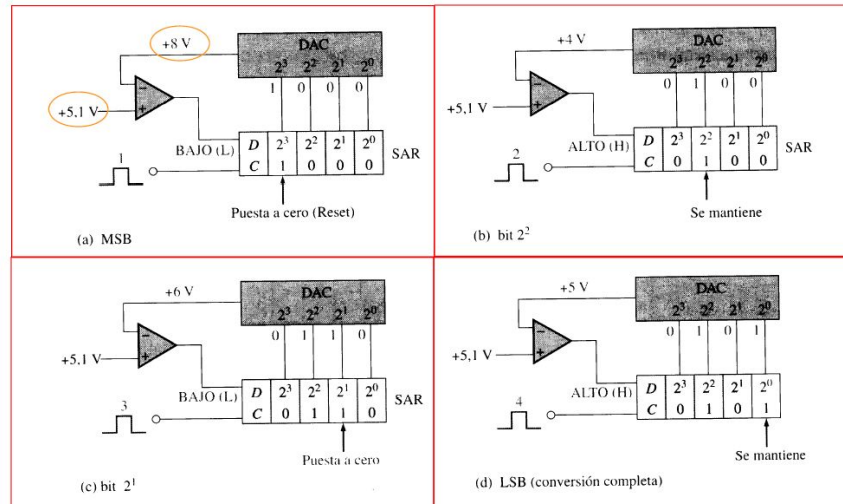 +8 V
DAC
2³ 2² 2¹ 2⁰
1 0 0 0
−
+5,1 V +
BAJO (L)
D 2³ 2² 2¹ 2⁰
C 1 0 0 0
SAR
1
Puesta a cero (Reset)
(a) MSB
+4 V
DAC
2³ 2² 2¹ 2⁰
0 1 0 0
−
+5,1 V +
ALTO (H)
D 2³ 2² 2¹ 2⁰
C 0 1 0 0
SAR
2
Se mantiene
(b) bit 2²
+6 V
DAC
2³ 2² 2¹ 2⁰
0 1 1 0
−
+5,1 V +
BAJO (L)
D 2³ 2² 2¹ 2⁰
C 0 1 1 0
SAR
3
Puesta a cero
(c) bit 2¹
+5 V
DAC
2³ 2² 2¹ 2⁰
0 1 0 1
−
+5,1 V +
ALTO (H)
D 2³ 2² 2¹ 2⁰
C 0 1 0 1
SAR
4
Se mantiene
(d) LSB (conversión completa)